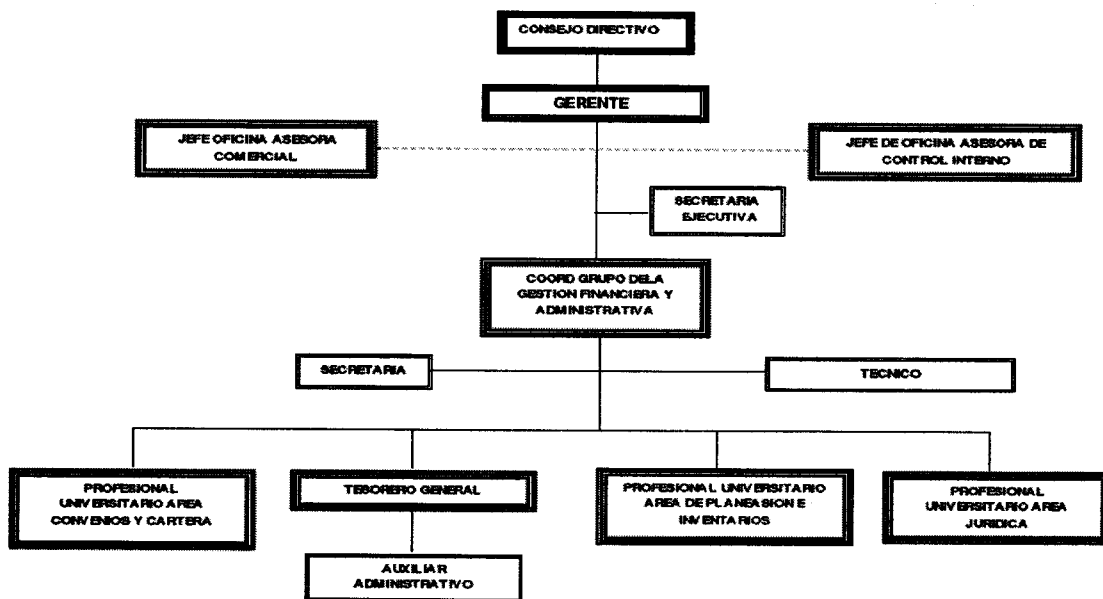 CONSEJO DIRECTIVO
GERENTE
JEFE OFICINA ASESORA
COMERCIAL
JEFE DE OFICINA ASESORA DE
CONTROL INTERNO
SECRETARIA
EJECUTIVA
COORD GRUPO DELA
GESTION FINANCIERA Y
ADMINISTRATIVA
SECRETARIA
TECNICO
PROFESIONAL
UNIVERSITARIO AREA
CONVENIOS Y CARTERA
TESORERO GENERAL
PROFESIONAL UNIVERSITARIO
AREA DE PLANEASION E
INVENTARIOS
PROFESIONAL
UNIVERSITARIO AREA
JURIDICA
AUXILIAR
ADMINISTRATIVO